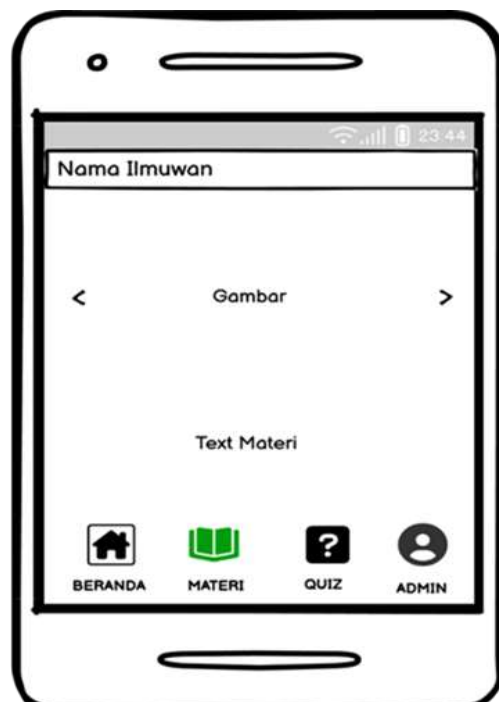 23.44
Nama Ilmuwan
< Gambar >
Text Materi
?
BERANDA MATERI QUIZ ADMIN